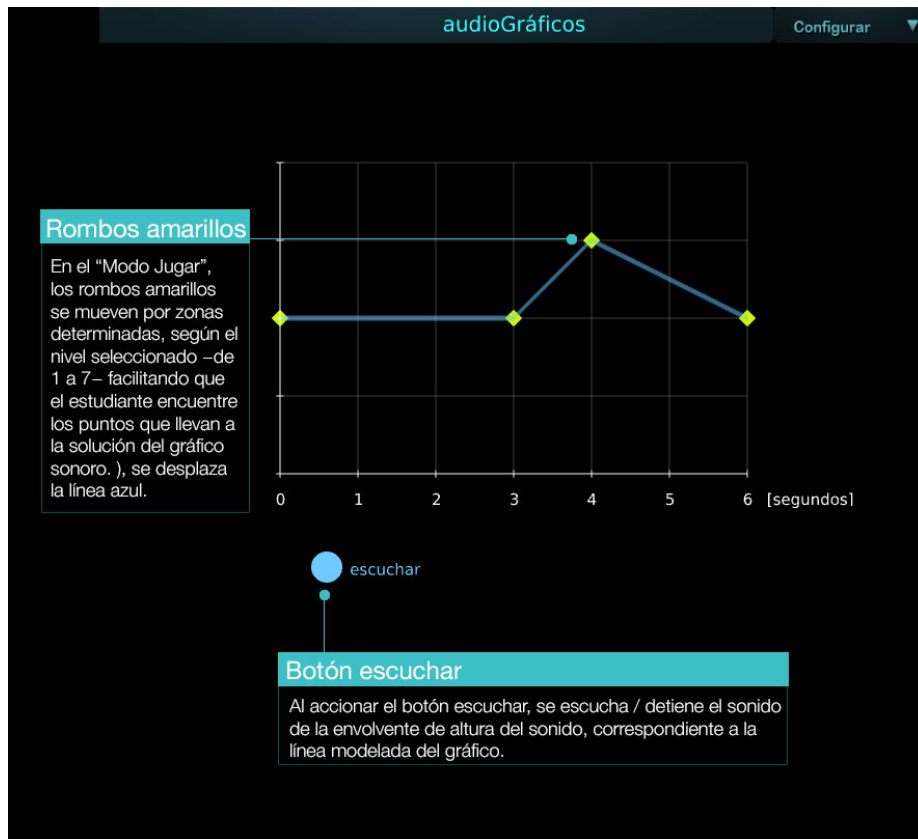 audioGráficos
Configurar
Rombos amarillos
En el “Modo Jugar”,
los rombos amarillos
se mueven por zonas
determinadas, según el
nivel seleccionado –de
1 a 7– facilitando que
el estudiante encuentre
los puntos que llevan a
la solución del gráfico
sonoro. ), se desplaza
la línea azul.
0 1 2 3 4 5 6 [segundos]
escuchar
Botón escuchar
Al accionar el botón escuchar, se escucha / detiene el sonido
de la envolvente de altura del sonido, correspondiente a la
línea modelada del gráfico.